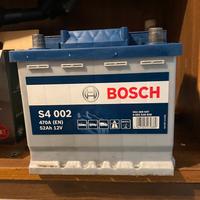 BOSCH
S4 002
470A (EN)
52Ah 12V